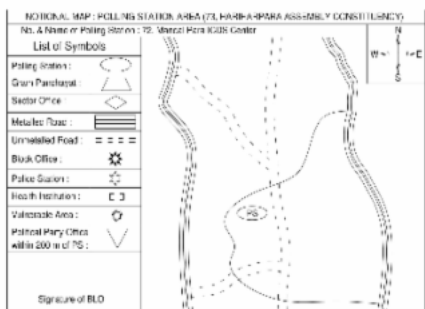 NOTIONAL MAP : POLLING STATION AREA (73, HARIHARPARA ASSEMBLY CONSTITUENCY)
No. & Name of Polling Station : 72, Mandal Para ICDS Center
List of Symbols
Polling Station :
Gram Panchayat :
Sector Office :
Metalled Road :
Unmetalled Road :
Block Office :
Police Station :
Health Institution :
Vulnerable Area :
Political Party Office
within 200 m of PS :
Signature of BLO
N
W
E
S
PS